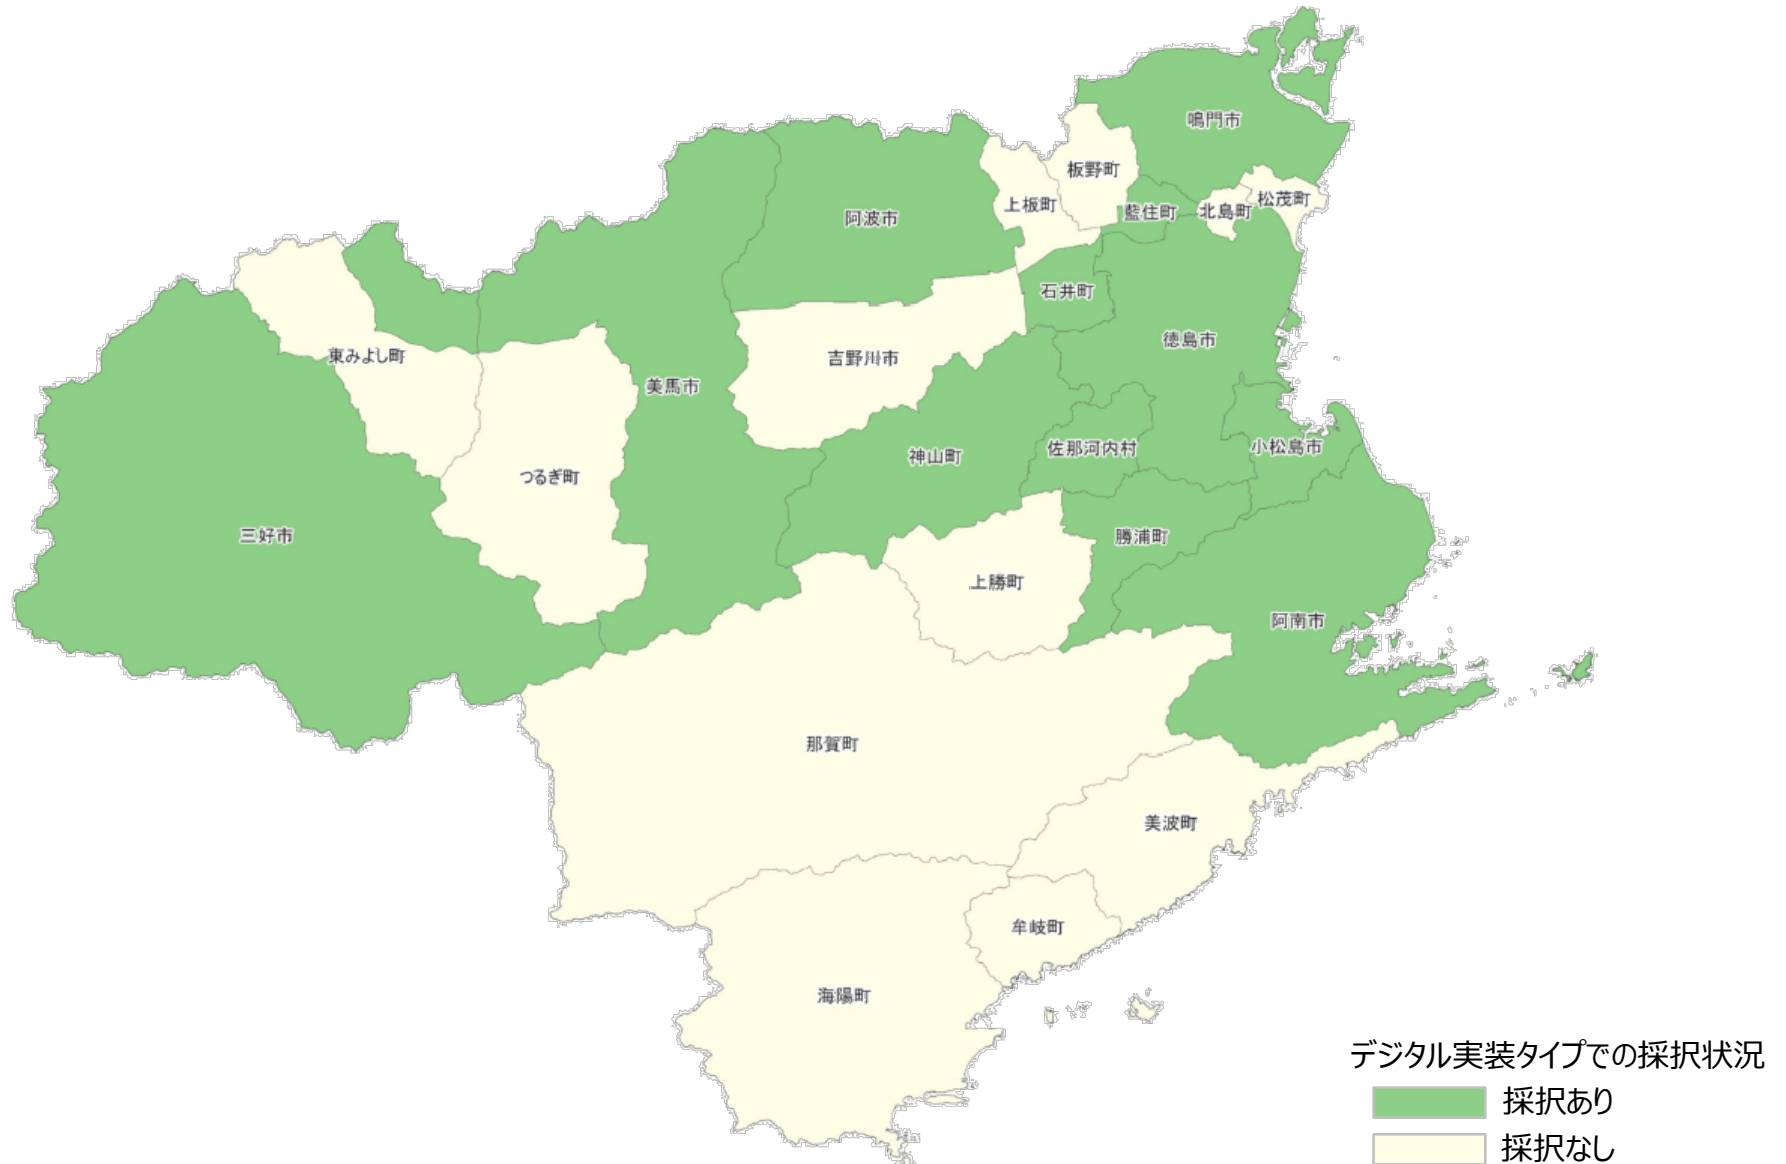 鳴門市
板野町
松茂町
上板町
藍住町
北島町
阿波市
石井町
徳島市
東みよし町
吉野川市
美馬市
小松島市
佐那河内村
神山町
つるぎ町
三好市
勝浦町
上勝町
阿南市
那賀町
美波町
牟岐町
海陽町
デジタル実装タイプでの採択状況
採択あり
採択なし